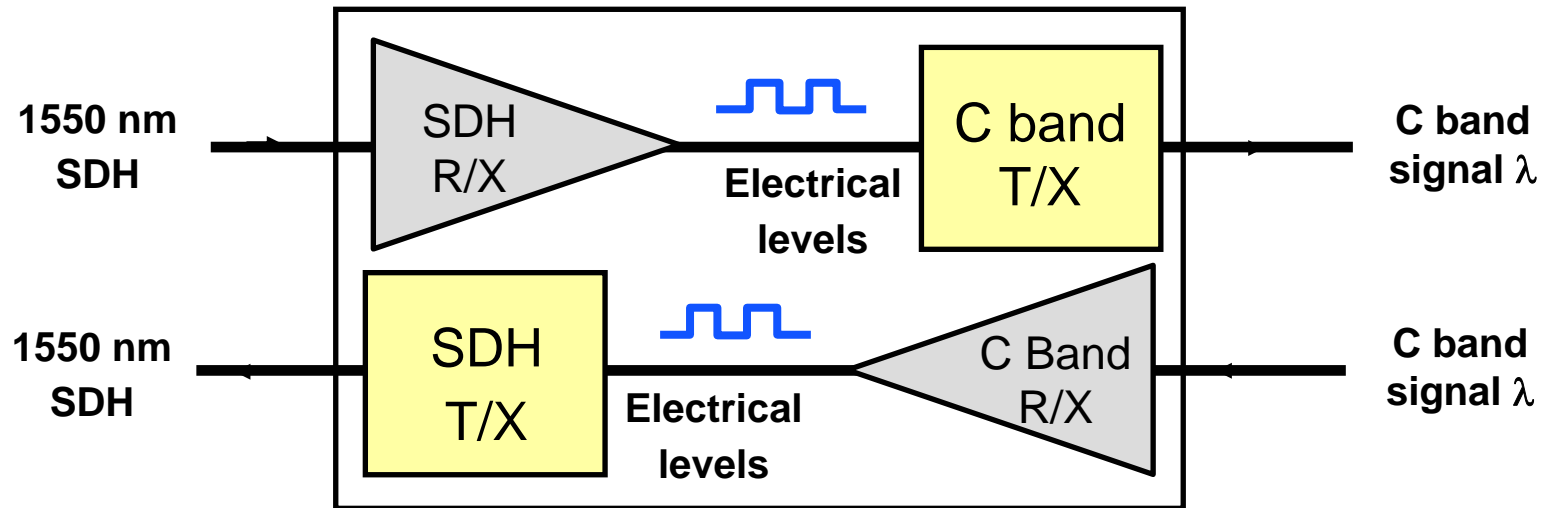 1550 nm
SDH
SDH
R/X
Electrical
levels
C band
T/X
C band
signal λ
1550 nm
SDH
SDH
T/X
Electrical
levels
C Band
R/X
C band
signal λ